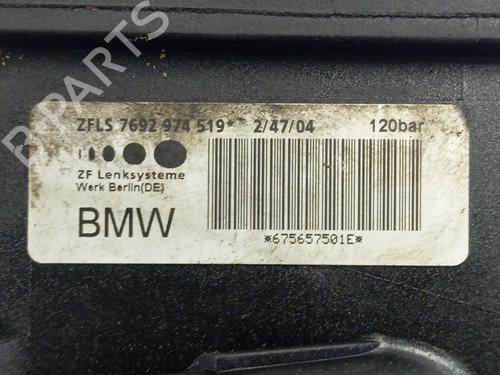 B PARTS
ZFLS 7692 974 519** 2/47/04 120bar
ZF Lenksysteme
Werk Berlin(DE)
BMW
*675657501E*